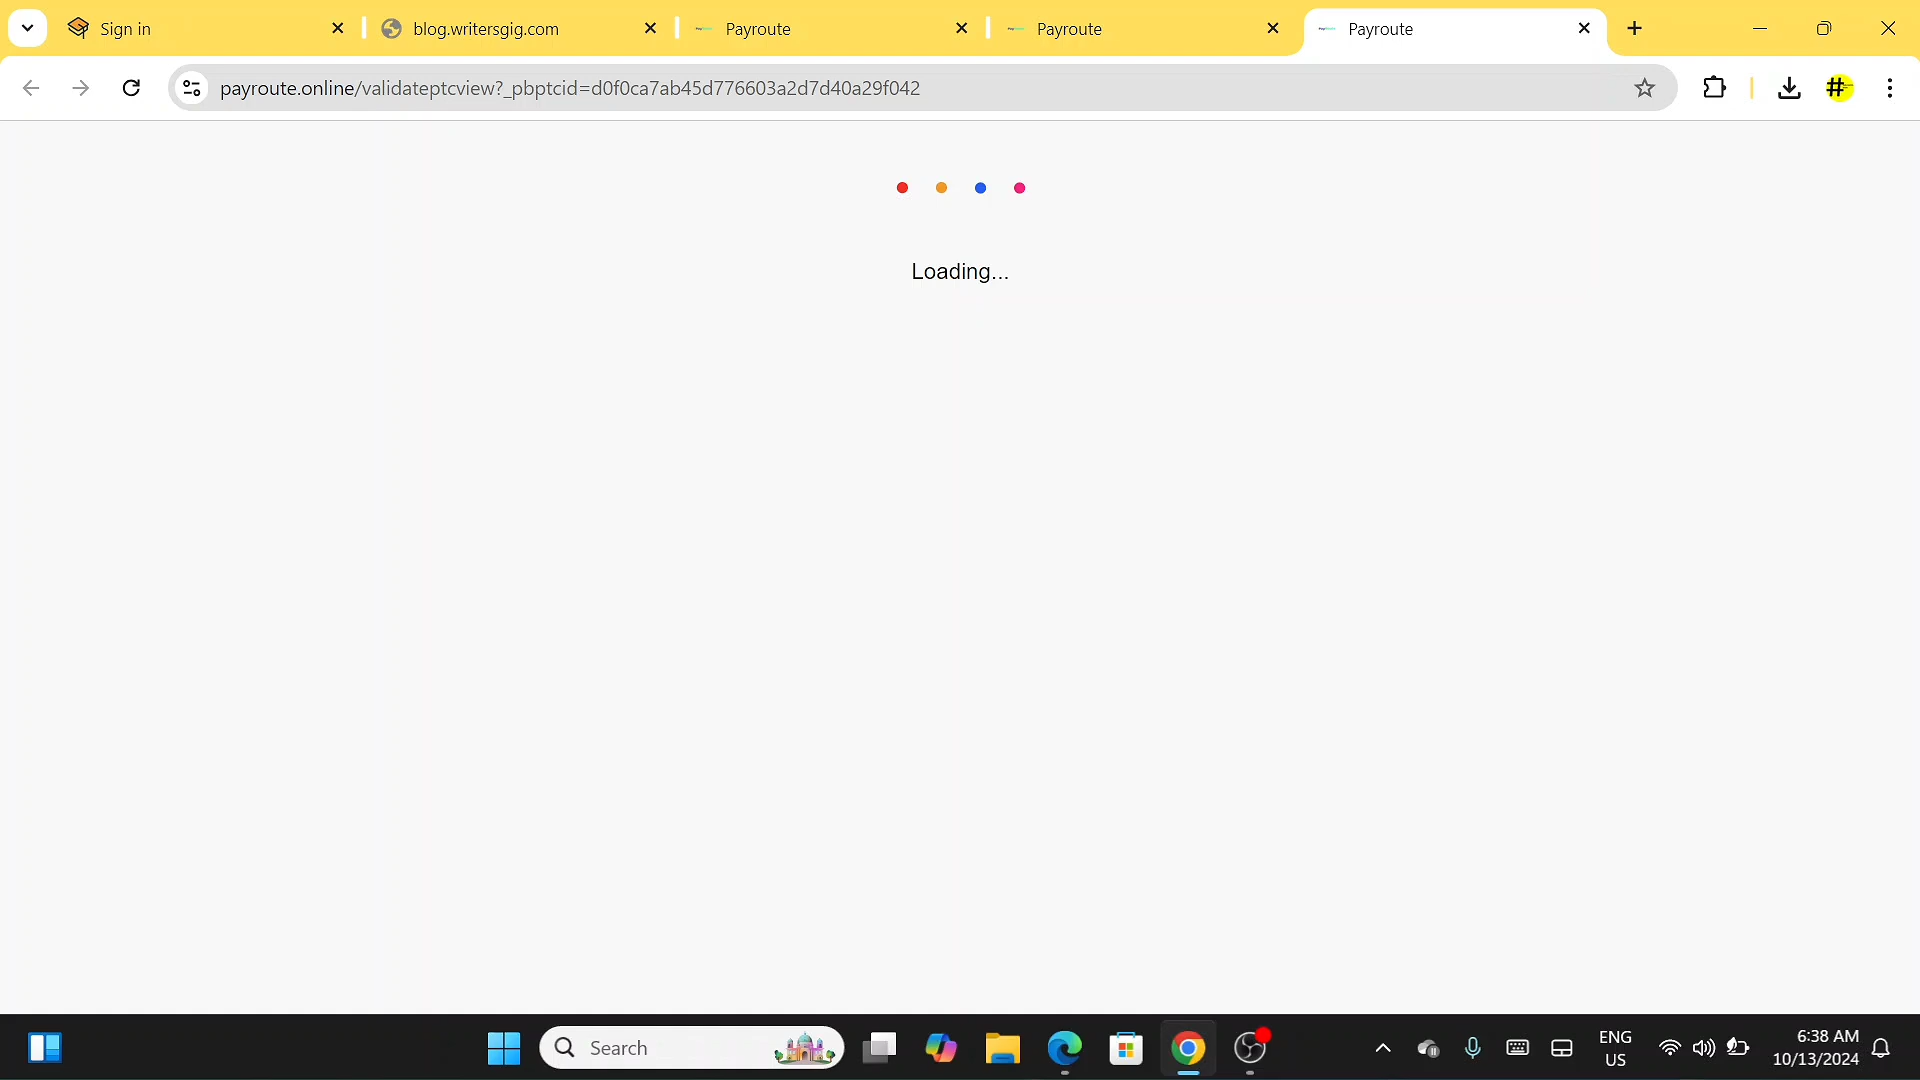 Sign in
blog.writersgig.com
Payroute
Payroute
Payroute
payroute.online/validateptcview?_pbptcid=d0f0ca7ab45d776603a2d7d40a29f042
Loading...
Search
ENG
US
6:38 AM
10/13/2024